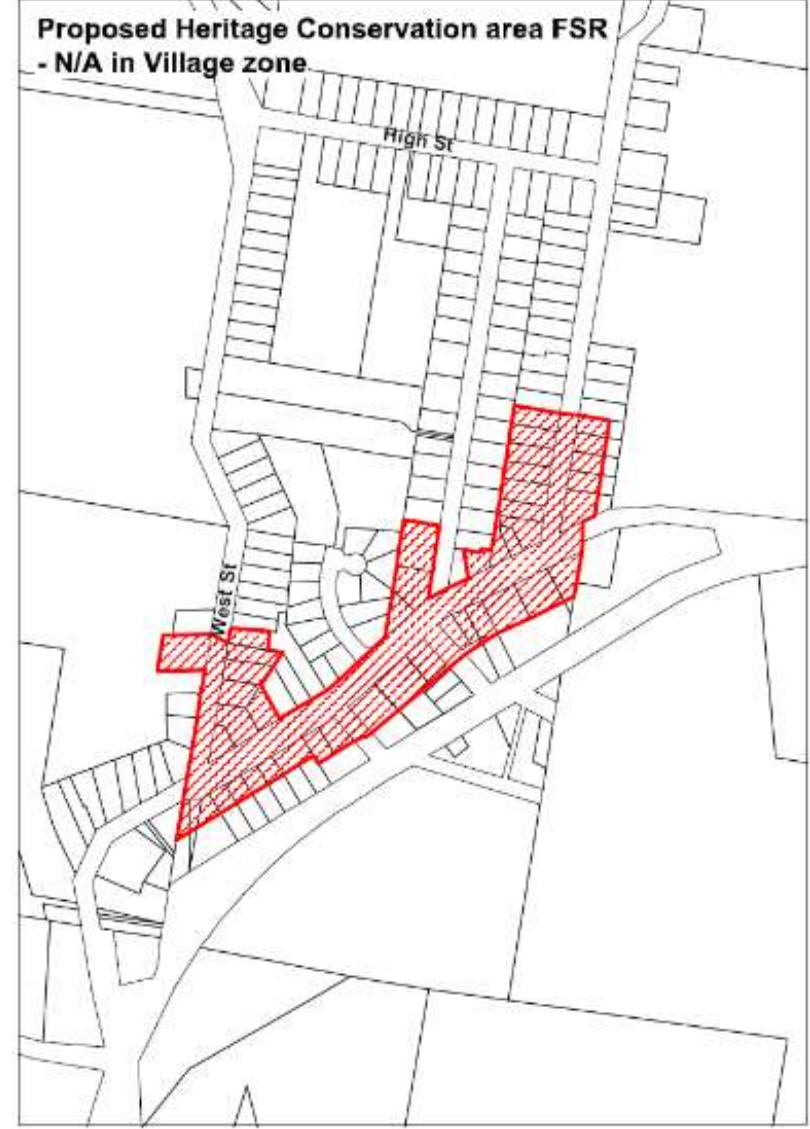 Proposed Heritage Conservation area FSR
- N/A in Village zone
High St
West St